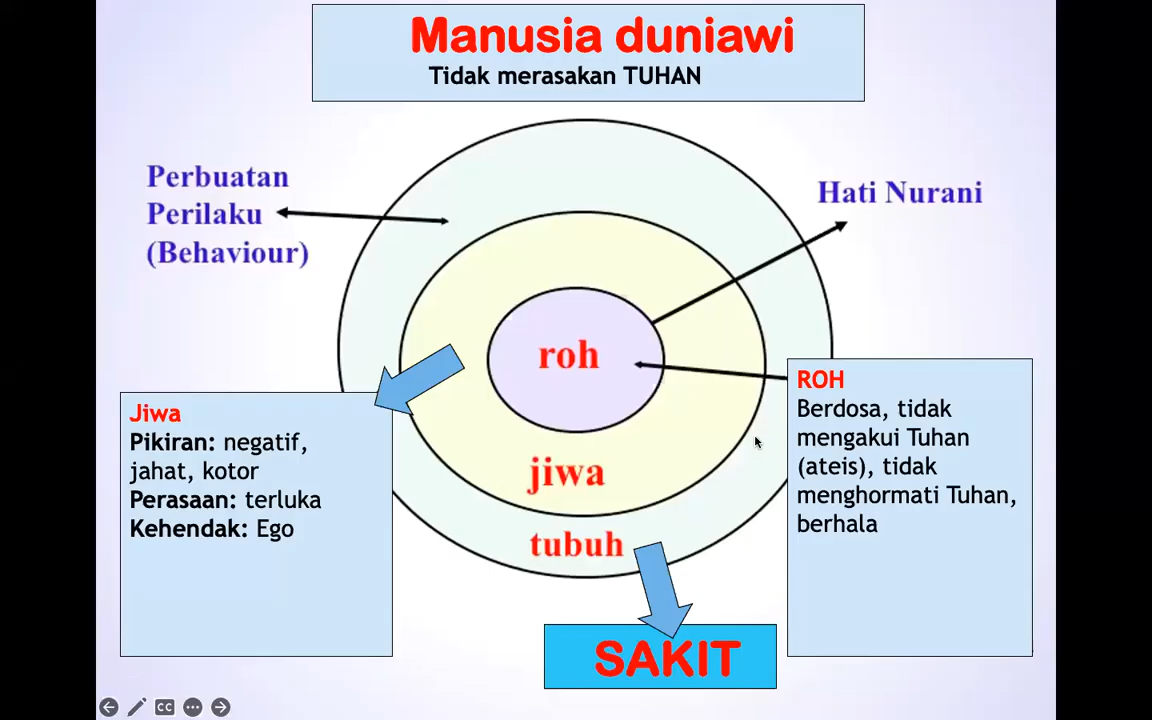 Manusia duniawi
Tidak merasakan TUHAN
Perbuatan
Perilaku
(Behaviour)
Hati Nurani
roh
jiwa
tubuh
Jiwa
Pikiran: negatif,
jahat, kotor
Perasaan: terluka
Kehendak: Ego
ROH
Berdosa, tidak
mengakui Tuhan
(ateis), tidak
menghormati Tuhan,
berhala
SAKIT
CC